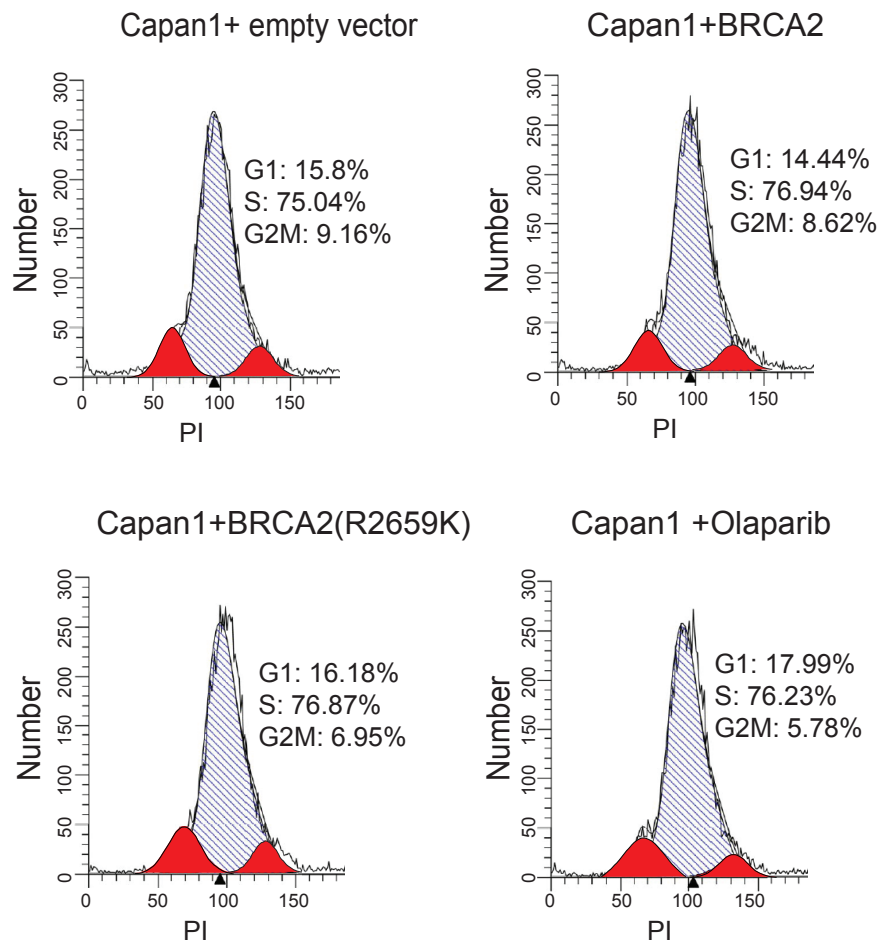 Capan1+ empty vector
300
250
200
150
100
50
0
Number
G1: 15.8%
S: 75.04%
G2M: 9.16%
0 50 100 150
PI
Capan1+BRCA2
300
250
200
150
100
50
0
Number
G1: 14.44%
S: 76.94%
G2M: 8.62%
0 50 100 150
PI
Capan1+BRCA2(R2659K)
300
250
200
150
100
50
0
Number
G1: 16.18%
S: 76.87%
G2M: 6.95%
0 50 100 150
PI
Capan1 +Olaparib
300
250
200
150
100
50
0
Number
G1: 17.99%
S: 76.23%
G2M: 5.78%
0 50 100 150
PI